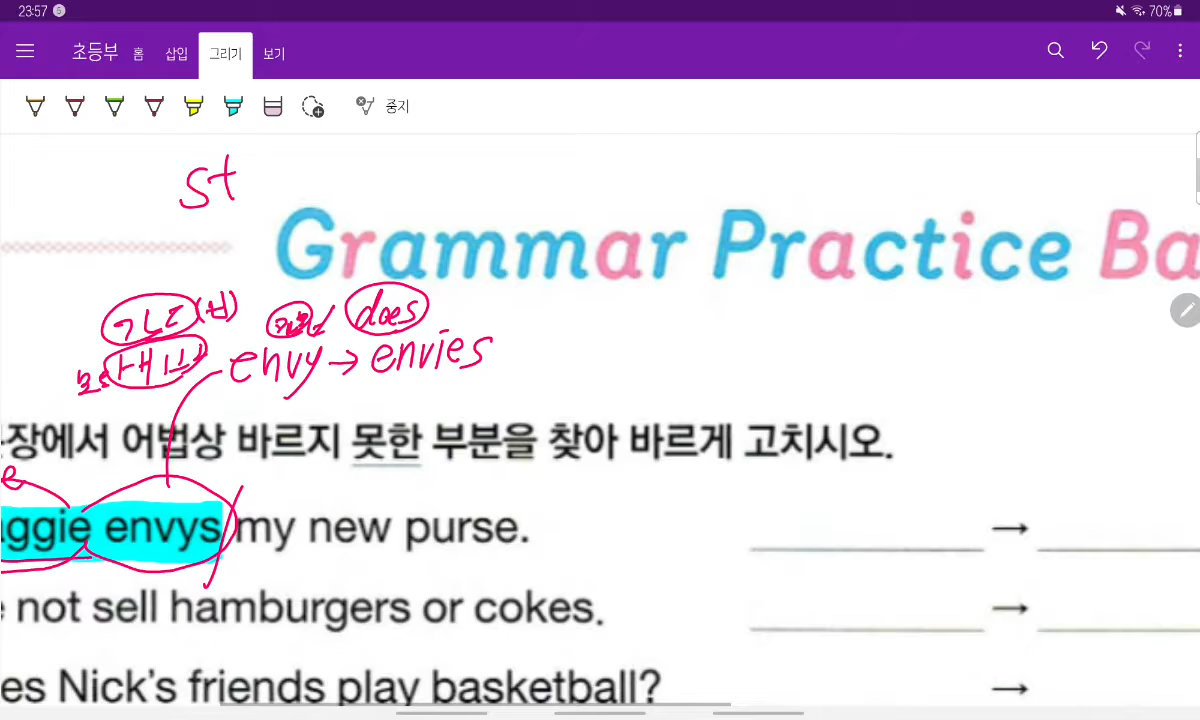 23:57 6 70%
초등부 홈 삽입 그리기 보기
중지
st
Grammar Practice Ba
does
envy → envies
장에서 어법상 바르지 못한 부분을 찾아 바르게 고치시오.
aggie envys my new purse. →
not sell hamburgers or cokes. →
es Nick's friends play basketball? →